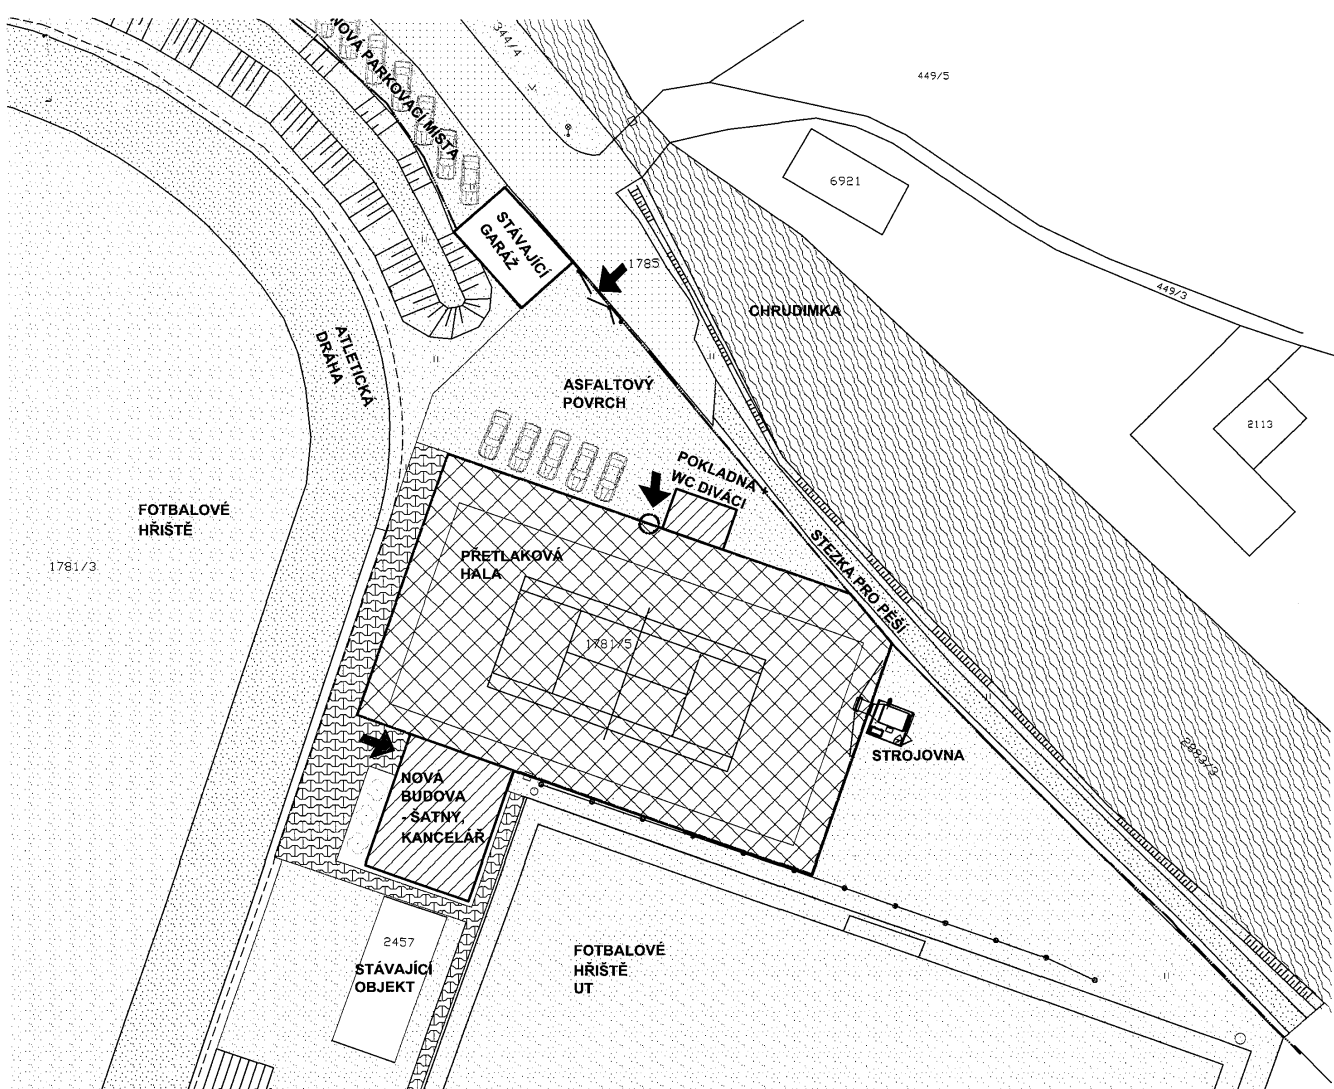 NOVÁ PARKOVACÍ MÍSTA
344/4
449/5
6921
STÁVAJÍCÍ
GARÁŽ
1785
449/3
CHRUDIMKA
ATLETICKÁ
DRÁHA
ASFALTOVÝ
POVRCH
2113
POKLADNA
WC DIVÁCI
FOTBALOVÉ
HŘIŠTĚ
1781/3
PŘETLAKOVÁ
HALA
STEZKA PRO PĚŠÍ
1781/5
2883/3
STROJOVNA
NOVÁ
BUDOVA
- ŠATNY,
KANCELÁŘ
2457
STÁVAJÍCÍ
OBJEKT
FOTBALOVÉ
HŘIŠTĚ
UT